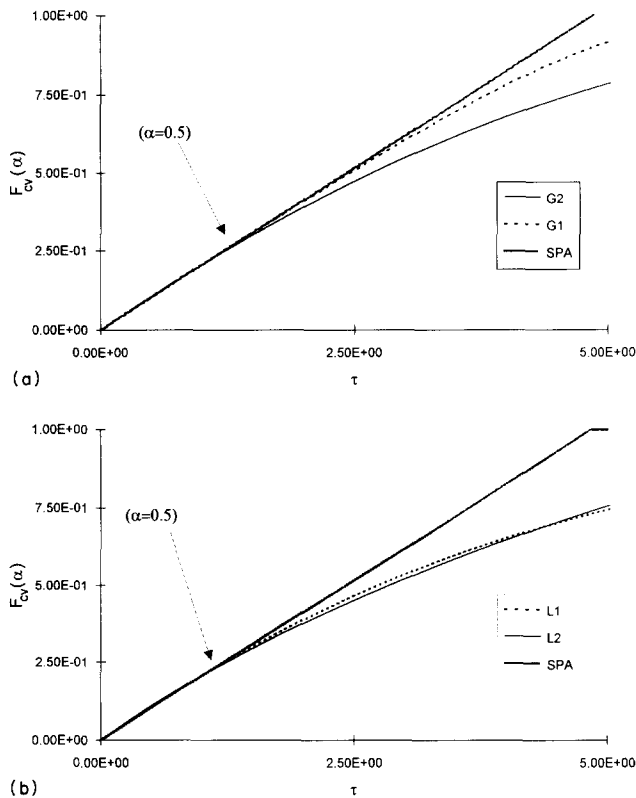 1.00E+00
7.50E-01
(α=0.5)
F_cv(α)
5.00E-01
G2
G1
SPA
2.50E-01
0.00E+00
0.00E+00 2.50E+00 5.00E+00
(a) τ
1.00E+00
7.50E-01
(α=0.5)
F_cv(α)
5.00E-01
L1
L2
SPA
2.50E-01
0.00E+00
0.00E+00 2.50E+00 5.00E+00
(b) τ